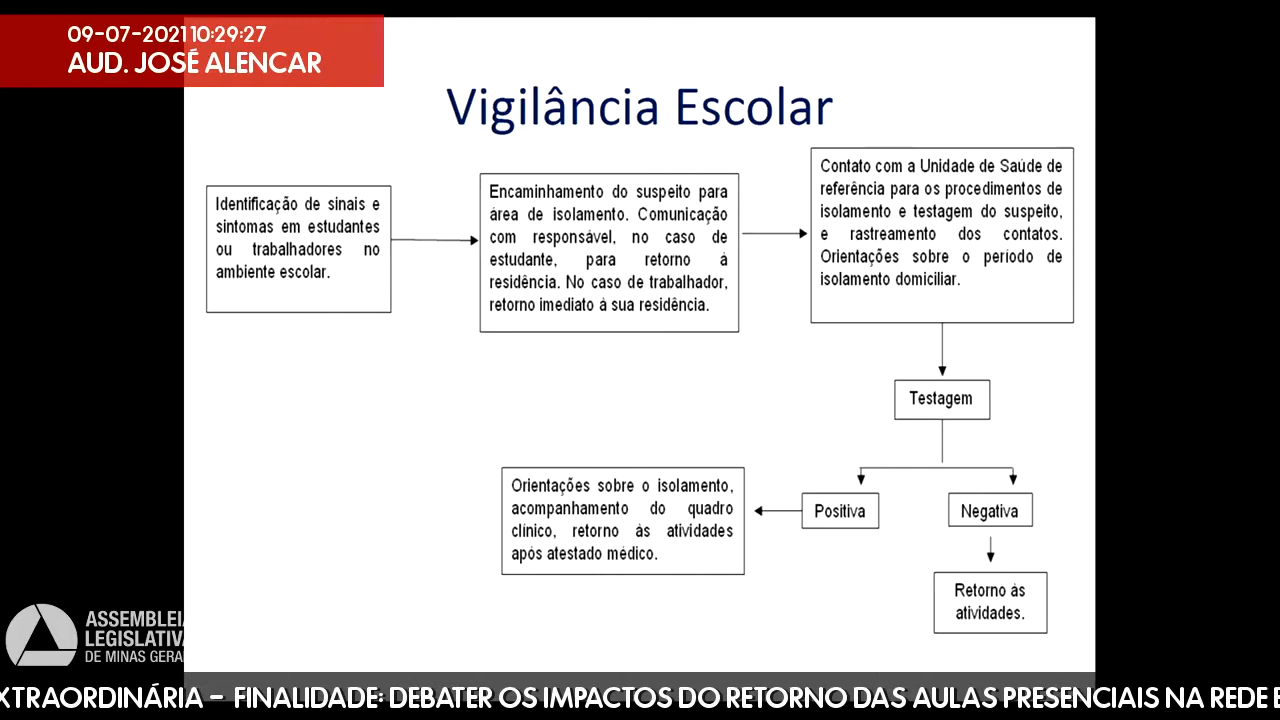 09-07-2021 10:29:27
AUD. JOSÉ ALENCAR
Vigilância Escolar
Identificação de sinais e
sintomas em estudantes
ou trabalhadores no
ambiente escolar.
Encaminhamento do suspeito para
área de isolamento. Comunicação
com responsável, no caso de
estudante, para retorno à
residência. No caso de trabalhador,
retorno imediato à sua residência.
Contato com a Unidade de Saúde de
referência para os procedimentos de
isolamento e testagem do suspeito,
e rastreamento dos contatos.
Orientações sobre o período de
isolamento domiciliar.
Testagem
Positiva
Negativa
Orientações sobre o isolamento,
acompanhamento do quadro
clínico, retorno às atividades
após atestado médico.
Retorno às
atividades.
ASSEMBLEIA
LEGISLATIVA
DE MINAS GERAI
XTRAORDINÁRIA – FINALIDADE: DEBATER OS IMPACTOS DO RETORNO DAS AULAS PRESENCIAIS NA REDE E